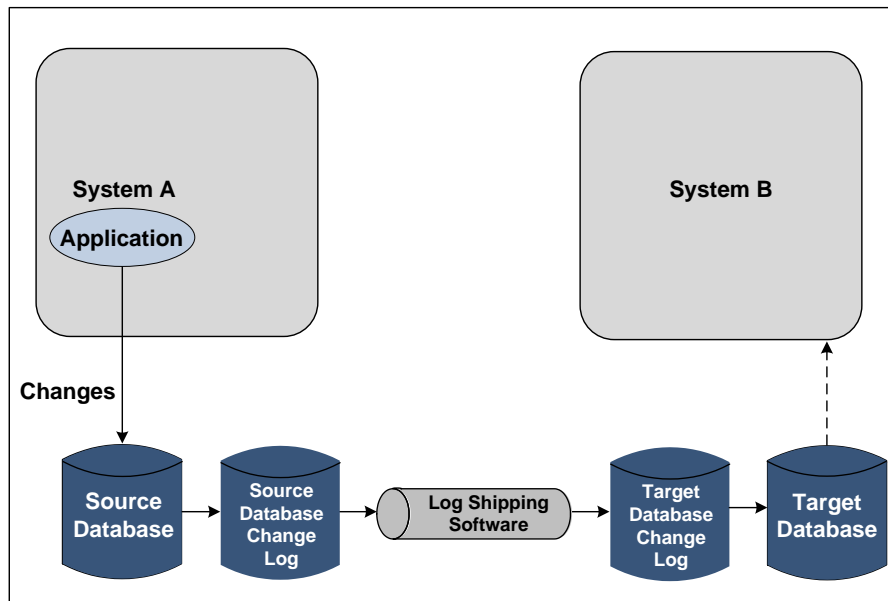 System A
Application
System B
Changes
Source
Database
Source
Database
Change
Log
Log Shipping
Software
Target
Database
Change
Log
Target
Database